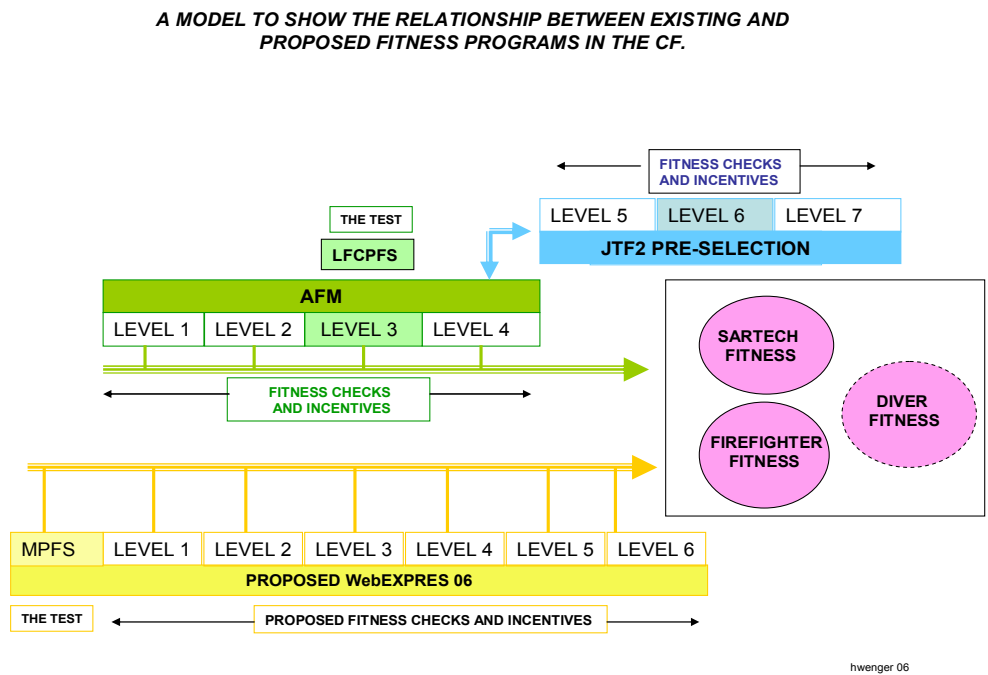 A MODEL TO SHOW THE RELATIONSHIP BETWEEN EXISTING AND
PROPOSED FITNESS PROGRAMS IN THE CF.
FITNESS CHECKS
AND INCENTIVES
LEVEL 5
LEVEL 6
LEVEL 7
JTF2 PRE-SELECTION
THE TEST
LFCPFS
AFM
LEVEL 1
LEVEL 2
LEVEL 3
LEVEL 4
FITNESS CHECKS
AND INCENTIVES
SARTECH
FITNESS
DIVER
FITNESS
FIREFIGHTER
FITNESS
MPFS
LEVEL 1
LEVEL 2
LEVEL 3
LEVEL 4
LEVEL 5
LEVEL 6
PROPOSED WebEXPRES 06
THE TEST
PROPOSED FITNESS CHECKS AND INCENTIVES
hwenger 06